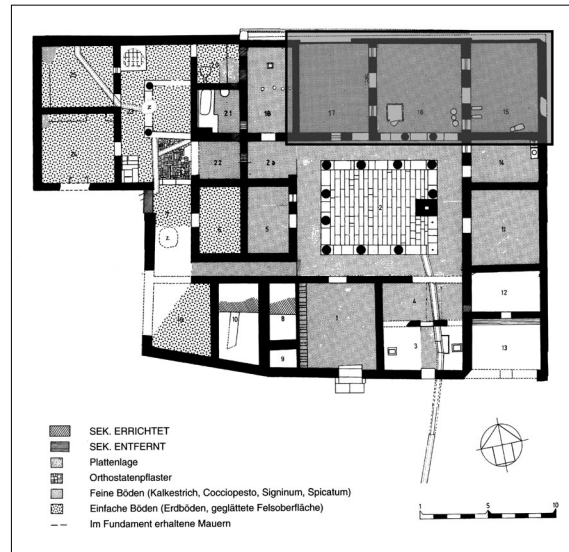 25
21
18
17
16
15
24
22
2a
14
2
7
6
5
11
10
8
9
1
4
3
12
13
SEK. ERRICHTET
SEK. ENTFERNT
Plattenlage
Orthostatenpflaster
Feine Böden (Kalkestrich, Cocciopesto, Signinum, Spicatum)
Einfache Böden (Erdböden, geglättete Felsoberfläche)
Im Fundament erhaltene Mauern
1 5 10